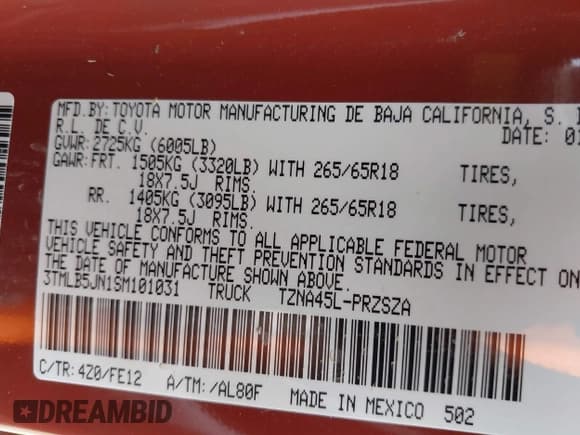 MFD.BY:TOYOTA MOTOR MANUFACTURING DE BAJA CALIFORNIA, S.
R.L. DE C.V. DATE: 01
GVWR:2725KG (6005LB)
GAWR:FRT. 1505KG (3320LB) WITH 265/65R18 TIRES,
18X7.5J RIMS.
RR. 1405KG (3095LB) WITH 265/65R18 TIRES,
18X7.5J RIMS.
THIS VEHICLE CONFORMS TO ALL APPLICABLE FEDERAL MOTOR
VEHICLE SAFETY AND THEFT PREVENTION STANDARDS IN EFFECT ON
THE DATE OF MANUFACTURE SHOWN ABOVE.
3TMLB5JN1SM101031 TRUCK TZNA45L-PRZSZA
C/TR:4Z0/FE12 A/TM:/AL80F MADE IN MEXICO 502
DREAMBID